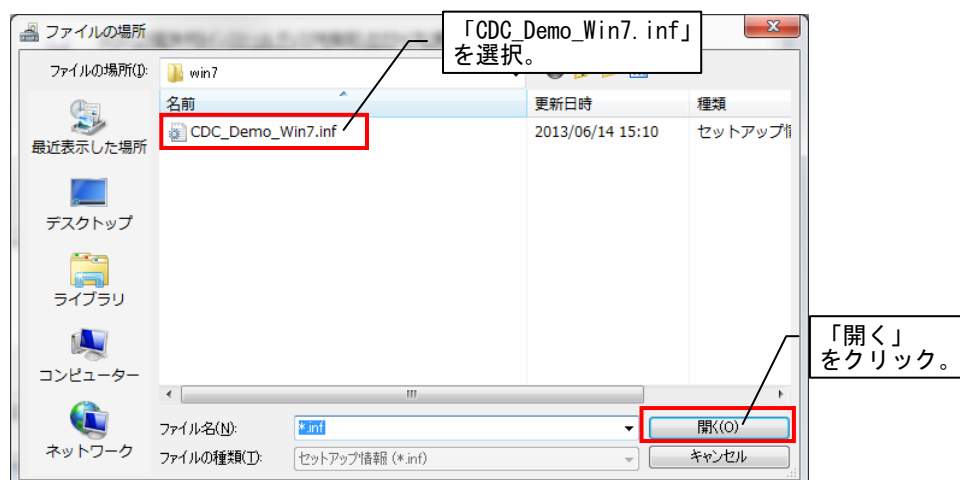 ファイルの場所
「CDC_Demo_Win7.inf」
を選択。
ファイルの場所(I):
win7
名前
更新日時
種類
CDC_Demo_Win7.inf
2013/06/14 15:10
セットアップ情
最近表示した場所
デスクトップ
ライブラリ
コンピューター
ネットワーク
「開く」
をクリック。
ファイル名(N):
*.inf
開く(O)
ファイルの種類(T):
セットアップ情報 (*.inf)
キャンセル